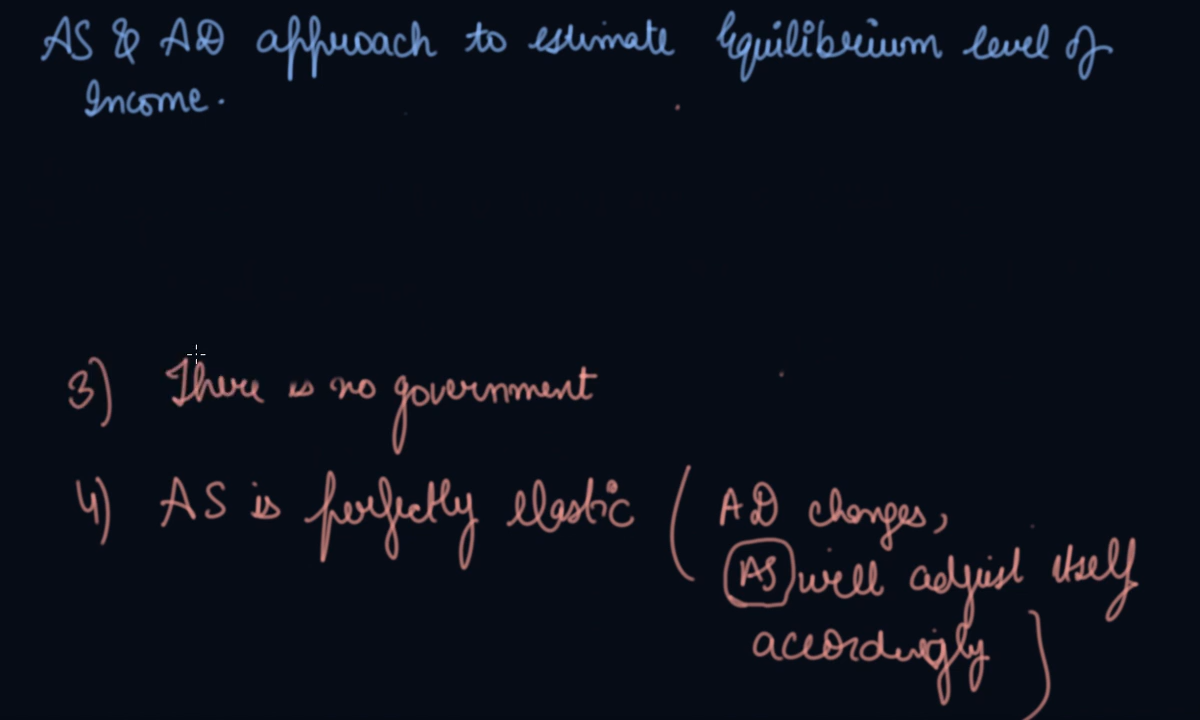 AS & AD approach to estimate Equilibrium level of
Income.
3) There is no government
4) AS is perfectly elastic ( AD changes,
AS will adjust itself
accordingly )